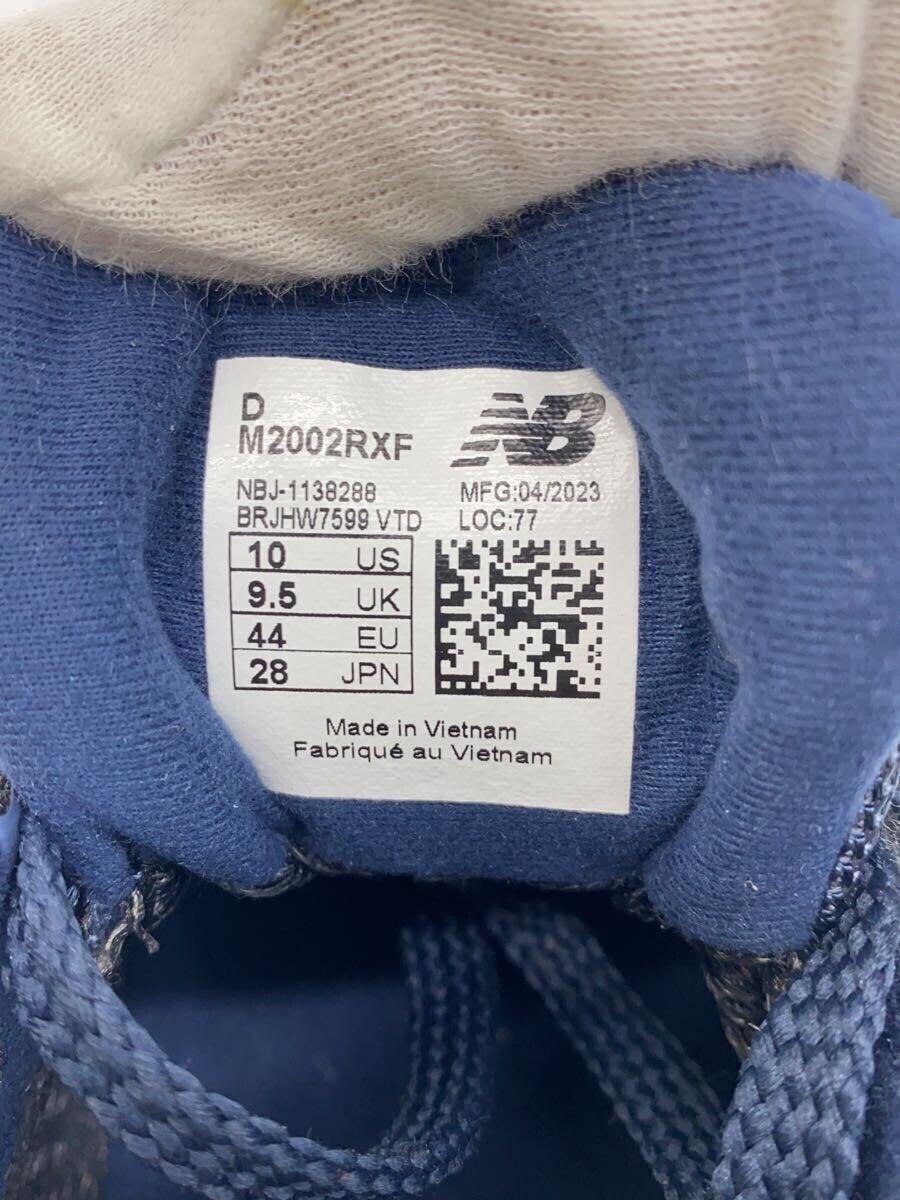 D
M2002RXF
NB
NBJ-1138288
MFG:04/2023
BRJHW7599 VTD
LOC:77
10 US
9.5 UK
44 EU
28 JPN
Made in Vietnam
Fabriqué au Vietnam